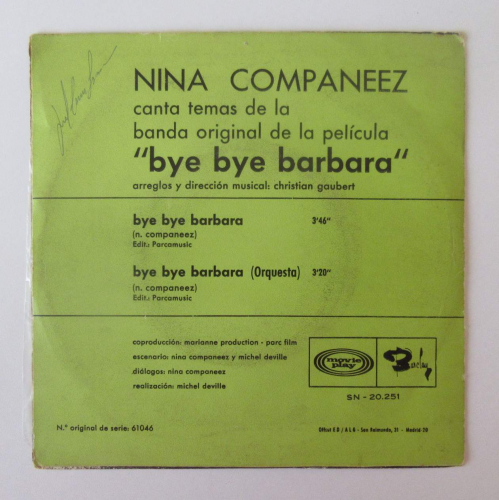 NINA COMPANEEZ
canta temas de la
banda original de la película
"bye bye barbara"
arreglos y dirección musical: christian gaubert
bye bye barbara 3'46"
(n. companeez)
Edit.: Parcamusic
bye bye barbara (Orquesta) 3'20"
(n. companeez)
Edit.: Parcamusic
coproducción: marianne production - parc film
escenario: nina companeez y michel deville
diálogos: nina companeez
realización: michel deville
movie play
Barclay
SN - 20.251
N.° original de serie: 61046
Offset E B / A L B - San Raimundo, 21 - Madrid-20